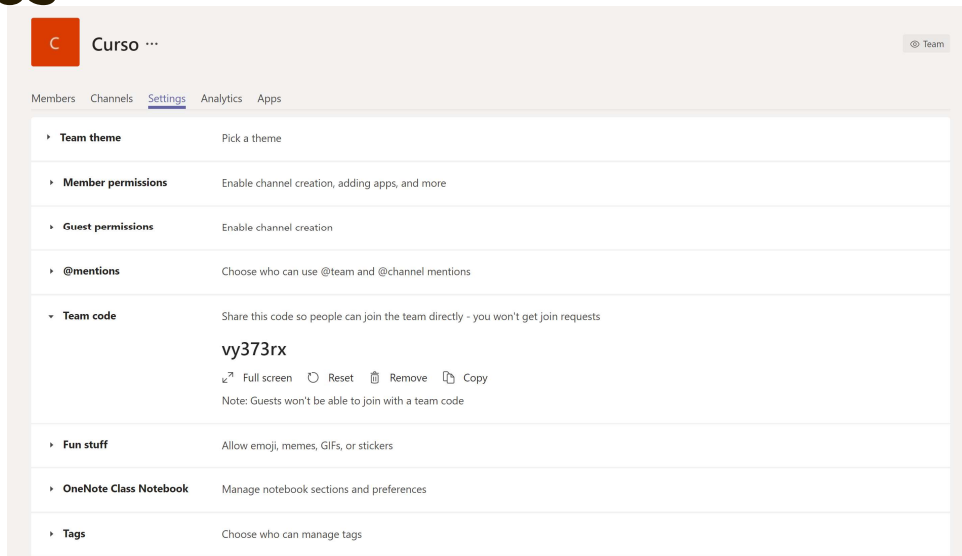 C
Curso ...
Team
Members Channels Settings Analytics Apps
Team theme Pick a theme
Member permissions Enable channel creation, adding apps, and more
Guest permissions Enable channel creation
@mentions Choose who can use @team and @channel mentions
Team code Share this code so people can join the team directly - you won't get join requests
vy373rx
Full screen Reset Remove Copy
Note: Guests won't be able to join with a team code
Fun stuff Allow emoji, memes, GIFs, or stickers
OneNote Class Notebook Manage notebook sections and preferences
Tags Choose who can manage tags